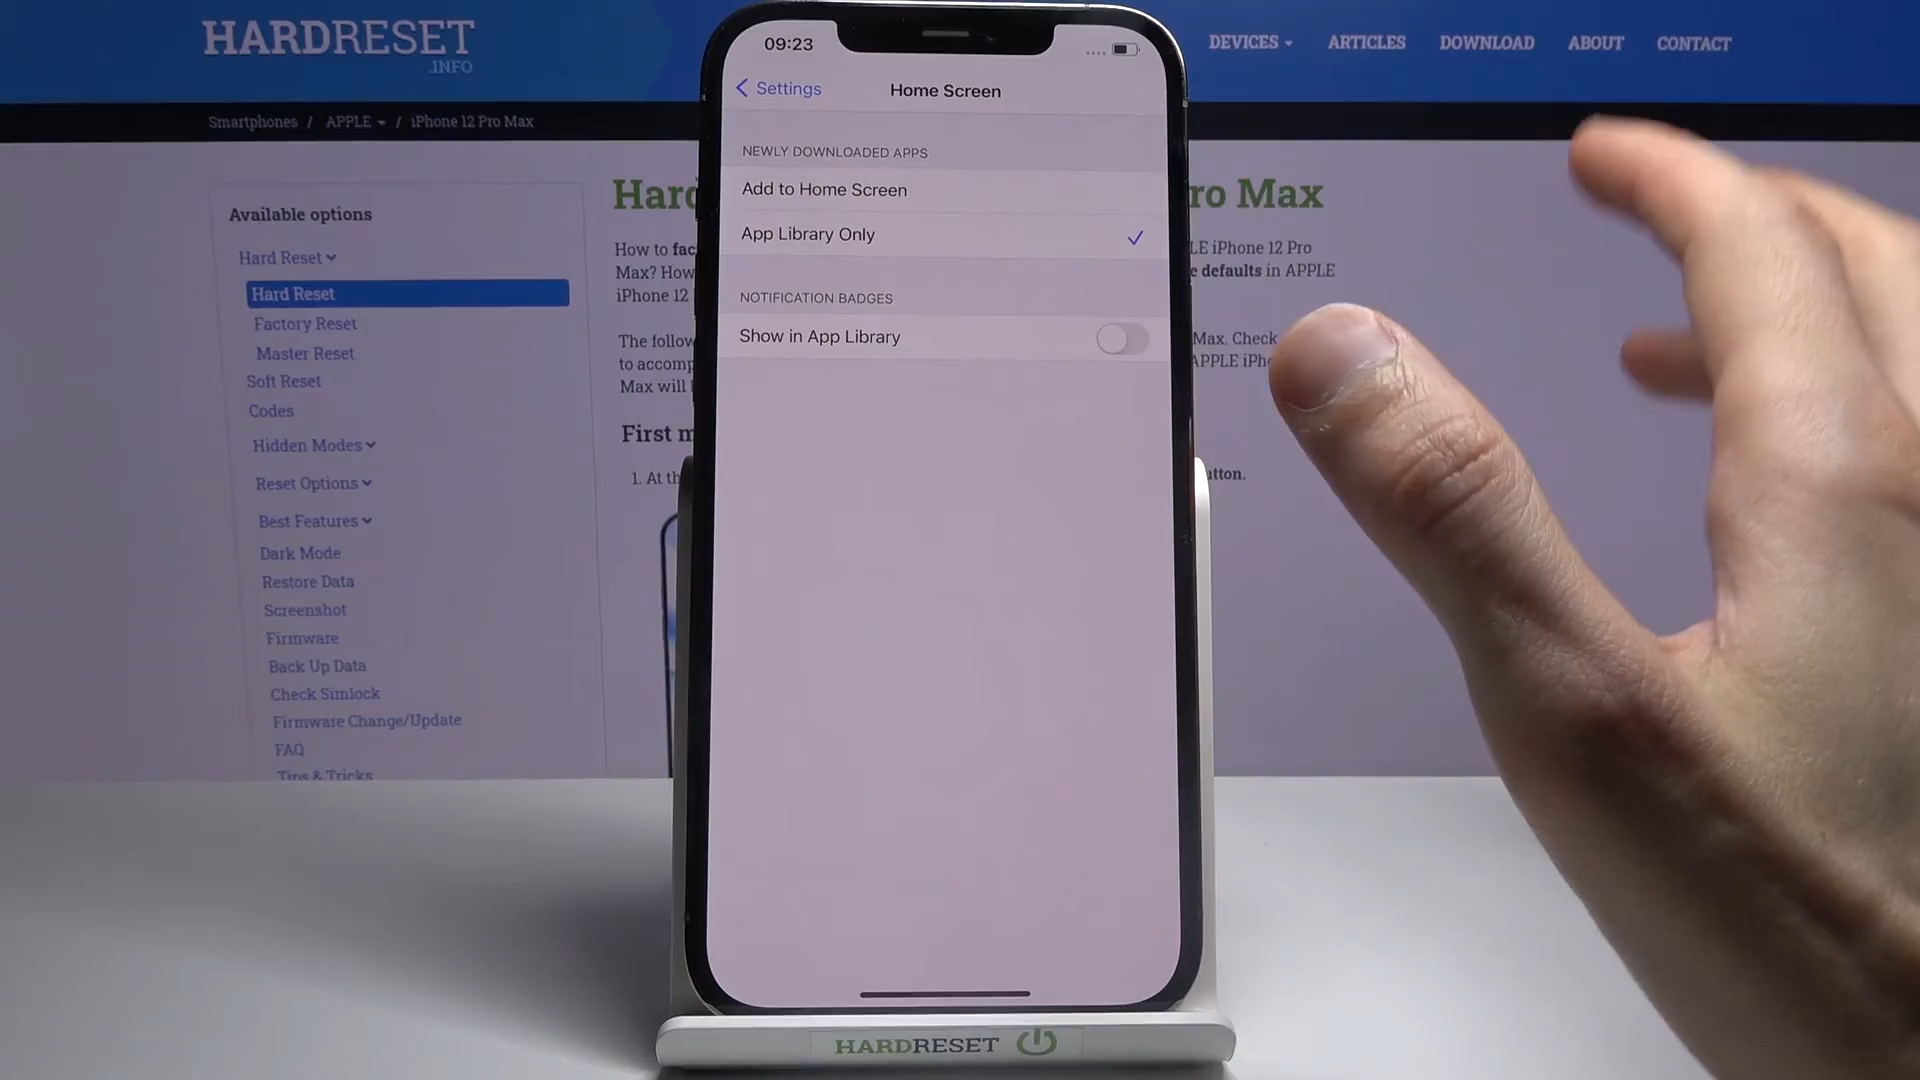 HARDRESET
.INFO
DEVICES
ARTICLES
DOWNLOAD
ABOUT
CONTACT
Smartphones / APPLE / iPhone 12 Pro Max
Available options
Hard Reset
Hard Reset
Factory Reset
Master Reset
Soft Reset
Codes
Hidden Modes
Reset Options
Best Features
Dark Mode
Restore Data
Screenshot
Firmware
Back Up Data
Check Simlock
Firmware Change/Update
FAQ
Tips & Tricks
Hard
ro Max
How to fac
LE iPhone 12 Pro
Max? How
e defaults in APPLE
iPhone 12
The follow
Max. Check
to accomp
APPLE iPh
Max will
First m
1. At th
tton.
09:23
Settings
Home Screen
NEWLY DOWNLOADED APPS
Add to Home Screen
App Library Only
NOTIFICATION BADGES
Show in App Library
HARDRESET